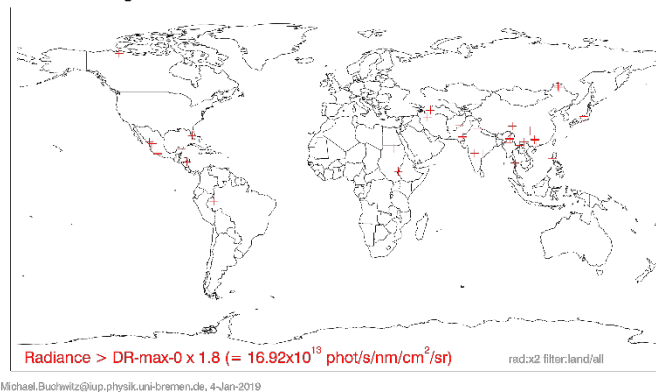 Radiance > DR-max-0 x 1.8 (= 16.92x10¹³ phot/s/nm/cm²/sr)
rad:x2 filter:land/all
Michael.Buchwitz@iup.physik.uni-bremen.de, 4-Jan-2019